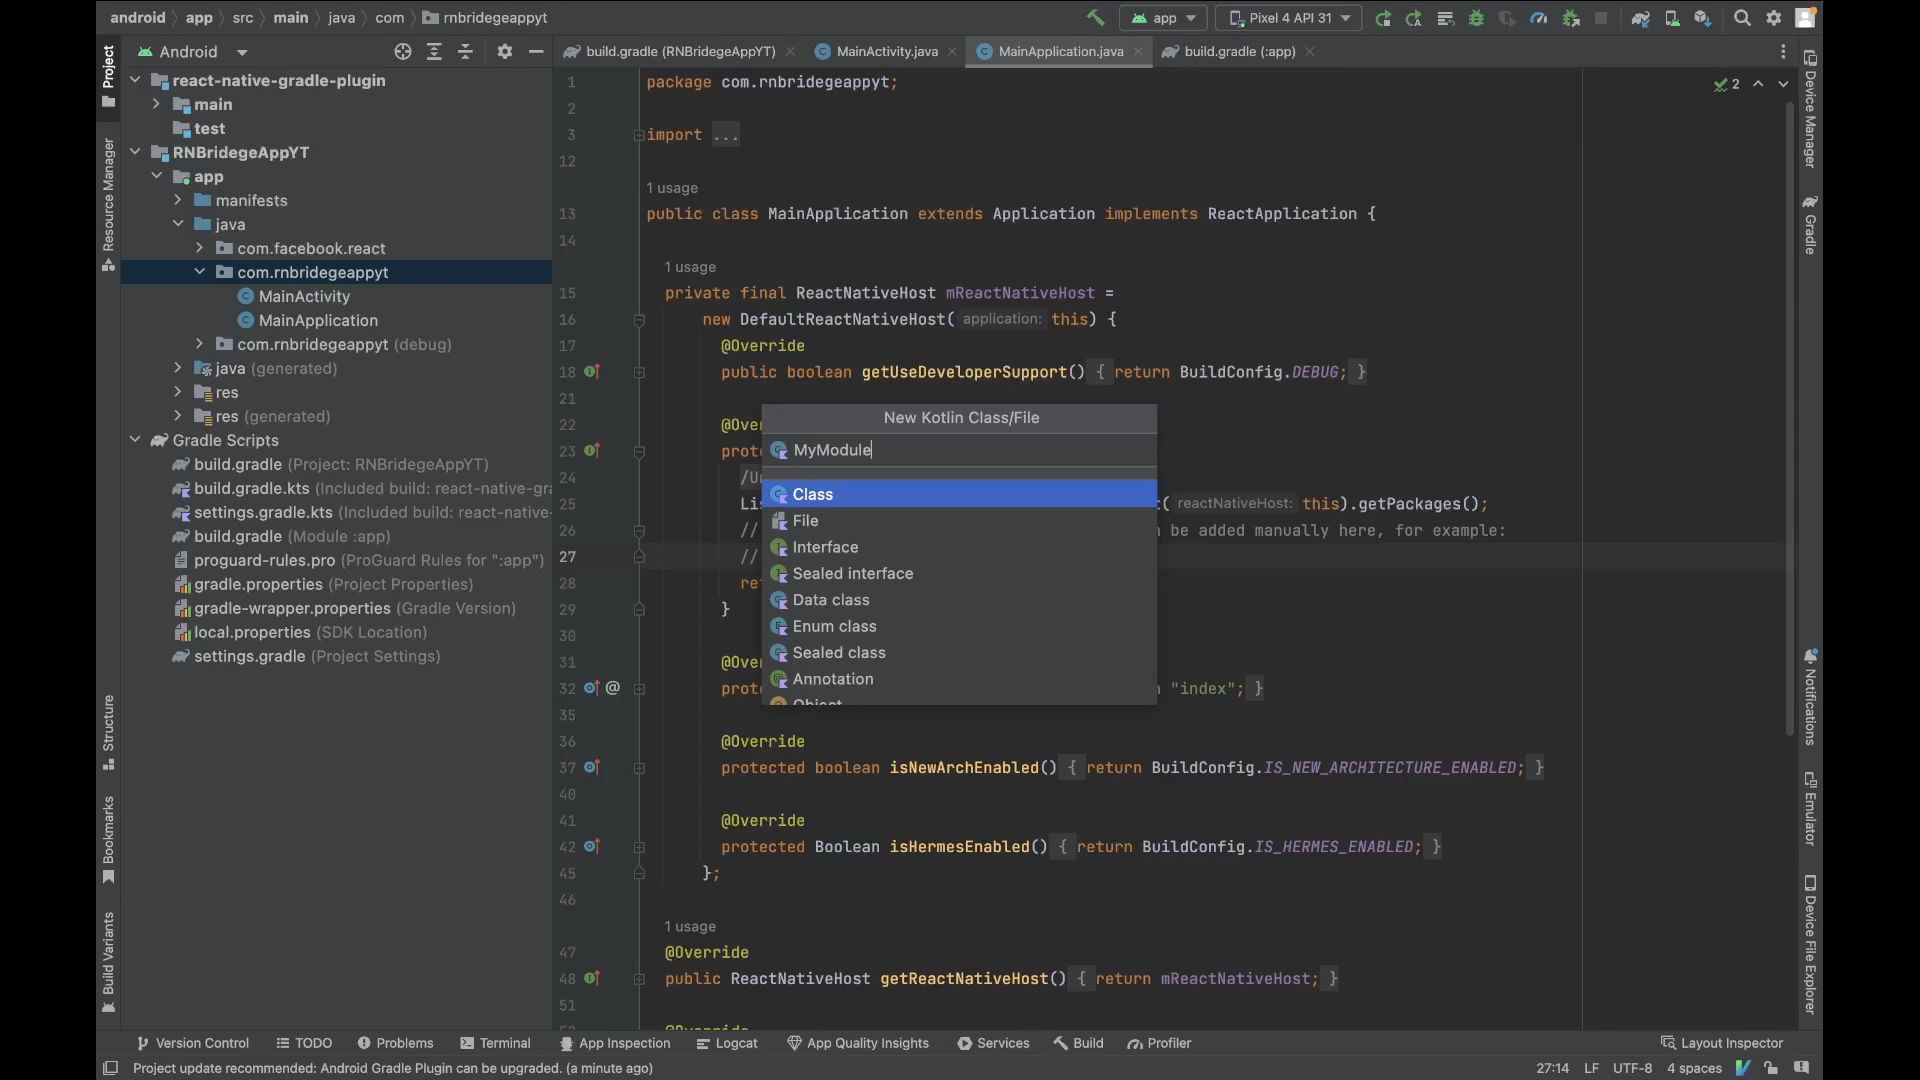 android app src main java com rnbridegeappyt
app Pixel 4 API 31
Project
Resource Manager
Structure
Bookmarks
Build Variants
Android
react-native-gradle-plugin
main
test
RNBridegeAppYT
app
manifests
java
com.facebook.react
com.rnbridegeappyt
MainActivity
MainApplication
com.rnbridegeappyt (debug)
java (generated)
res
res (generated)
Gradle Scripts
build.gradle (Project: RNBridegeAppYT)
build.gradle.kts (Included build: react-native-gra
settings.gradle.kts (Included build: react-native-
build.gradle (Module :app)
proguard-rules.pro (ProGuard Rules for ":app")
gradle.properties (Project Properties)
gradle-wrapper.properties (Gradle Version)
local.properties (SDK Location)
settings.gradle (Project Settings)
build.gradle (RNBridegeAppYT) MainActivity.java MainApplication.java build.gradle (:app)
2
1 package com.rnbridegeappyt;
2
3 import ...
12
1 usage
13 public class MainApplication extends Application implements ReactApplication {
14
1 usage
15 private final ReactNativeHost mReactNativeHost =
16 new DefaultReactNativeHost( application: this) {
17 @Override
18 public boolean getUseDeveloperSupport() { return BuildConfig.DEBUG; }
21
22 @Ove
23 prot
24 /U
25 Lis ( reactNativeHost: this).getPackages();
26 // be added manually here, for example:
27 //
28 ret
29 }
30
31 @Ove
32 @ prot "index"; }
35
36 @Override
37 protected boolean isNewArchEnabled() { return BuildConfig.IS_NEW_ARCHITECTURE_ENABLED; }
40
41 @Override
42 protected Boolean isHermesEnabled() { return BuildConfig.IS_HERMES_ENABLED; }
45 };
46
1 usage
47 @Override
48 public ReactNativeHost getReactNativeHost() { return mReactNativeHost; }
51
New Kotlin Class/File
MyModule
Class
File
Interface
Sealed interface
Data class
Enum class
Sealed class
Annotation
Object
Device Manager
Gradle
Notifications
Emulator
Device File Explorer
Version Control TODO Problems Terminal App Inspection Logcat App Quality Insights Services Build Profiler Layout Inspector
Project update recommended: Android Gradle Plugin can be upgraded. (a minute ago) 27:14 LF UTF-8 4 spaces